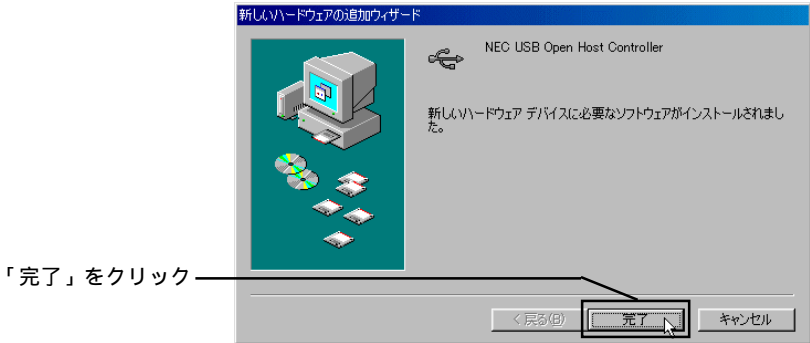 新しいハードウェアの追加ウィザード
NEC USB Open Host Controller
新しいハードウェア デバイスに必要なソフトウェアがインストールされまし
た。
「完了」をクリック
< 戻る(B)
完了
キャンセル